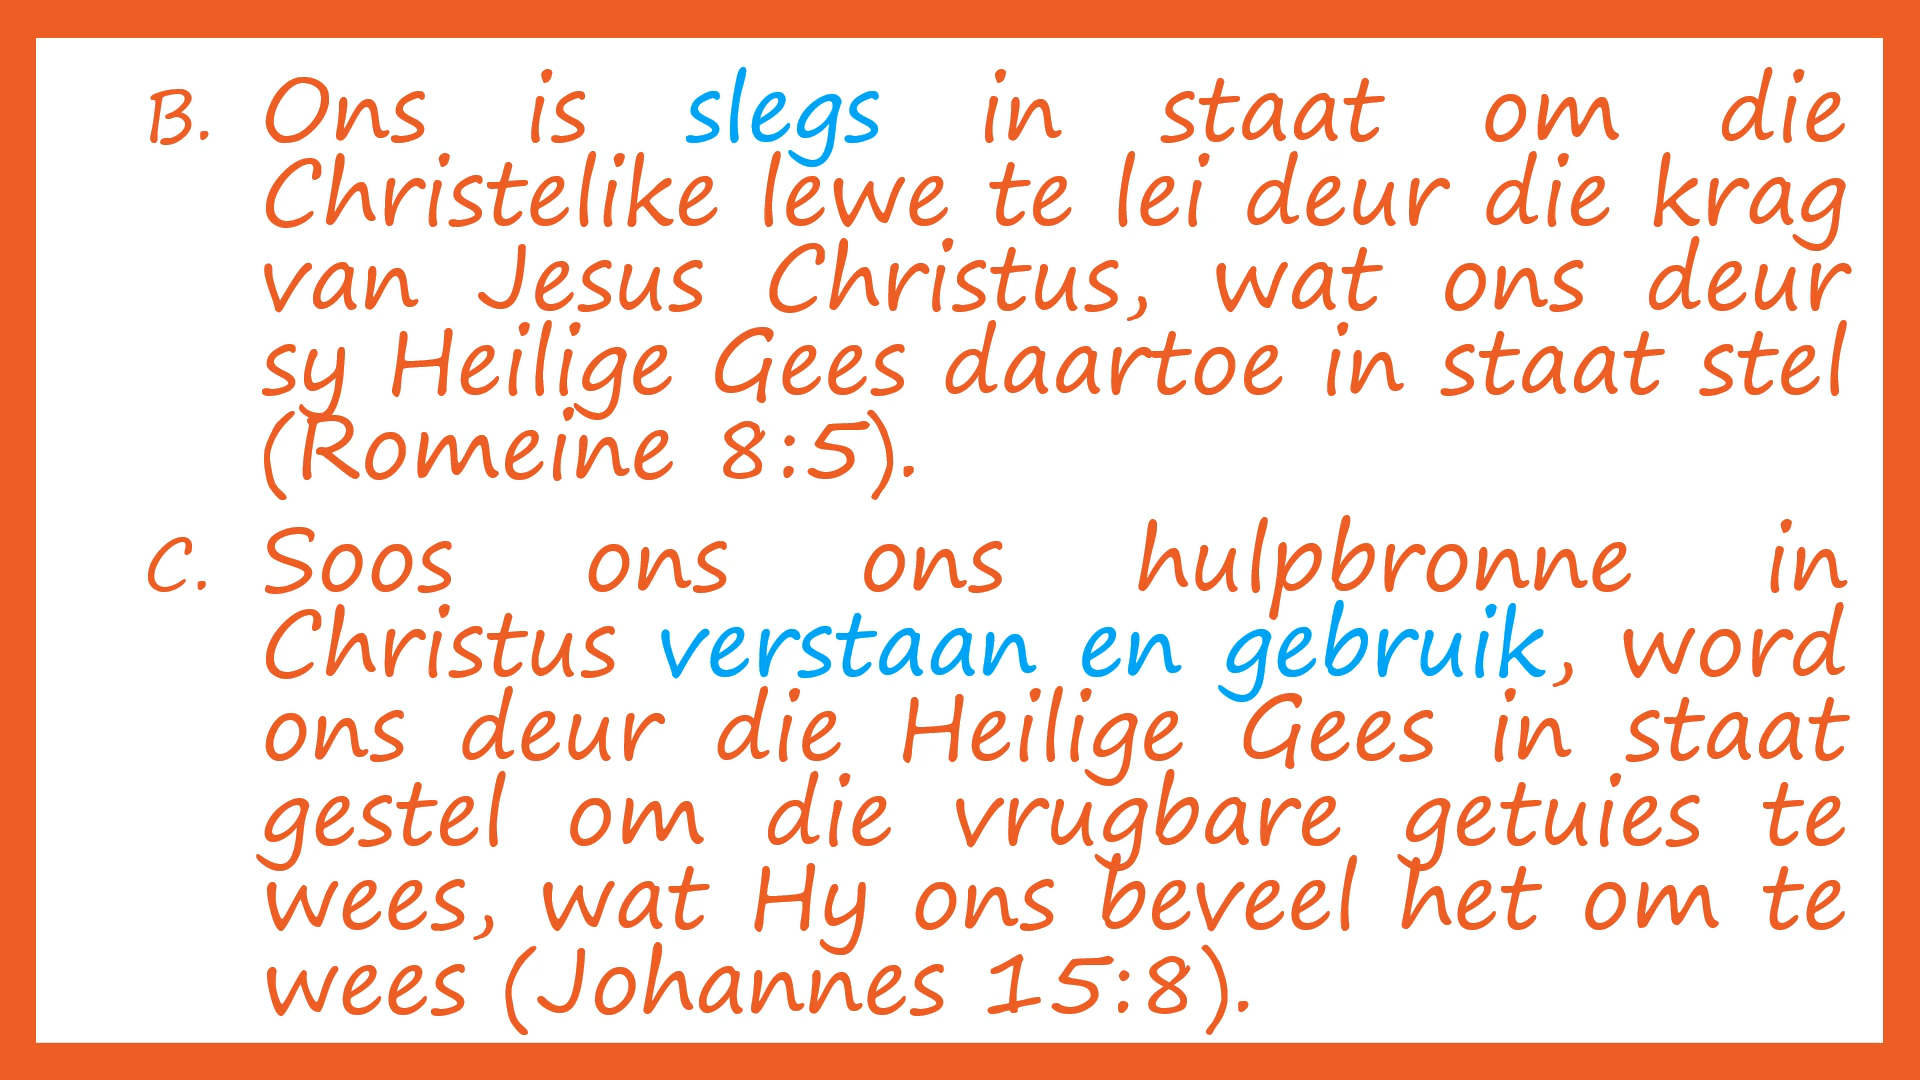 B. Ons is slegs in staat om die
Christelike lewe te lei deur die krag
van Jesus Christus, wat ons deur
sy Heilige Gees daartoe in staat stel
(Romeine 8:5).
C. Soos ons ons hulpbronne in
Christus verstaan en gebruik, word
ons deur die Heilige Gees in staat
gestel om die vrugbare getuies te
wees, wat Hy ons beveel het om te
wees (Johannes 15:8).